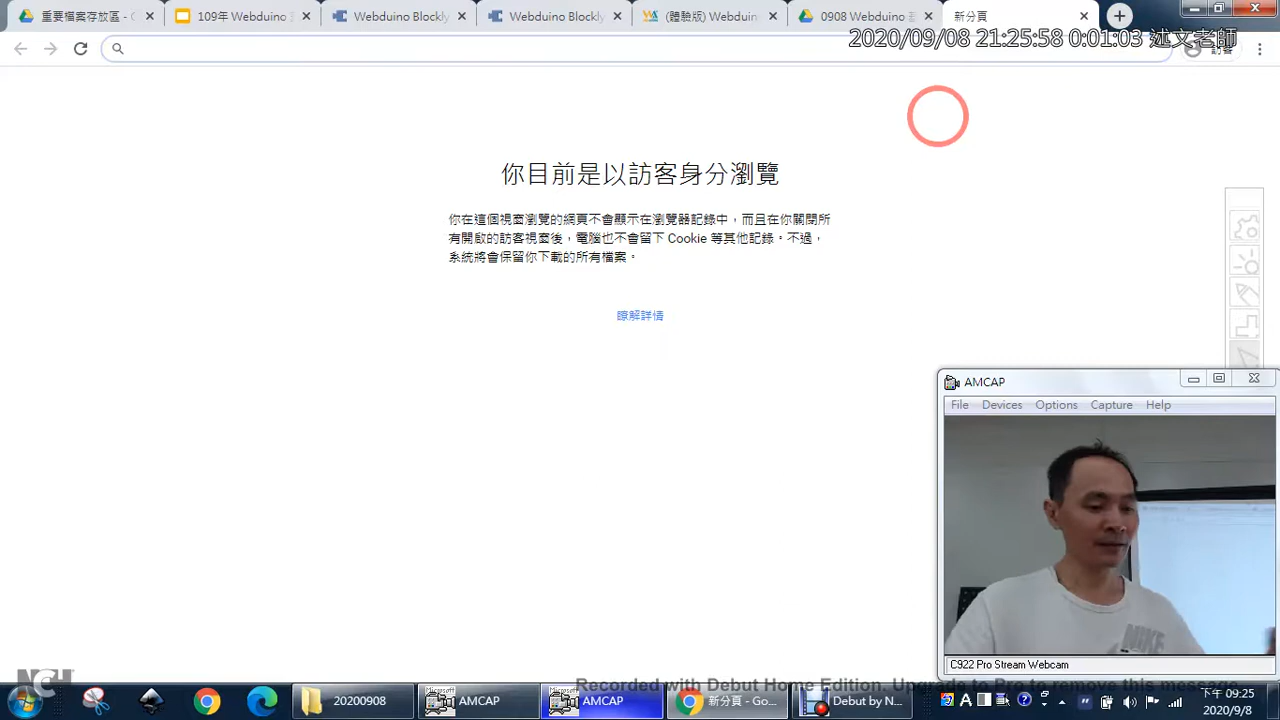 重要檔案存放區 - G
109年 Webduino
Webduino Blockly
Webduino Blockly
(體驗版) Webduin
0908 Webduino
新分頁
2020/09/08 21:25:58 0:01:03 述文老師
訪客
你目前是以訪客身分瀏覽
你在這個視窗瀏覽的網頁不會顯示在瀏覽器記錄中，而且在你關閉所
有開啟的訪客視窗後，電腦也不會留下 Cookie 等其他記錄。不過，
系統將會保留你下載的所有檔案。
瞭解詳情
AMCAP
File Devices Options Capture Help
NIKE
C922 Pro Stream Webcam
NCH
Recorded with Debut Home Edition. Upgrade to Pro to remove this message.
20200908
AMCAP
AMCAP
新分頁 - Go...
Debut by N...
下午 09:25
2020/9/8